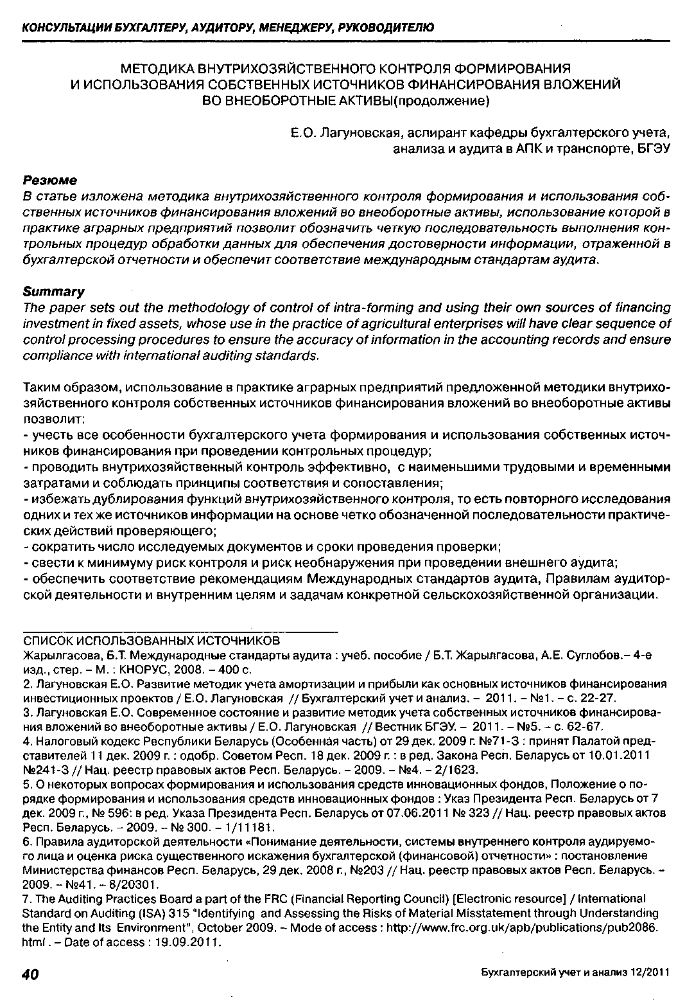 КОНСУЛЬТАЦИИ БУХГАЛТЕРУ, АУДИТОРУ, МЕНЕДЖЕРУ, РУКОВОДИТЕЛЮ
МЕТОДИКА ВНУТРИХОЗЯЙСТВЕННОГО КОНТРОЛЯ ФОРМИРОВАНИЯ
И ИСПОЛЬЗОВАНИЯ СОБСТВЕННЫХ ИСТОЧНИКОВ ФИНАНСИРОВАНИЯ ВЛОЖЕНИЙ
ВО ВНЕОБОРОТНЫЕ АКТИВЫ(продолжение)
Е.О. Лагуновская, аспирант кафедры бухгалтерского учета,
анализа и аудита в АПК и транспорте, БГЭУ
Резюме
В статье изложена методика внутрихозяйственного контроля формирования и использования соб-
ственных источников финансирования вложений во внеоборотные активы, использование которой в
практике аграрных предприятий позволит обозначить четкую последовательность выполнения кон-
трольных процедур обработки данных для обеспечения достоверности информации, отраженной в
бухгалтерской отчетности и обеспечит соответствие международным стандартам аудита.
Summary
The paper sets out the methodology of control of intra-forming and using their own sources of financing
investment in fixed assets, whose use in the practice of agricultural enterprises will have clear sequence of
control processing procedures to ensure the accuracy of information in the accounting records and ensure
compliance with international auditing standards.
Таким образом, использование в практике аграрных предприятий предложенной методики внутрихо-
зяйственного контроля собственных источников финансирования вложений во внеоборотные активы
позволит:
- учесть все особенности бухгалтерского учета формирования и использования собственных источ-
ников финансирования при проведении контрольных процедур;
- проводить внутрихозяйственный контроль эффективно, с наименьшими трудовыми и временными
затратами и соблюдать принципы соответствия и сопоставления;
- избежать дублирования функций внутрихозяйственного контроля, то есть повторного исследования
одних и тех же источников информации на основе четко обозначенной последовательности практиче-
ских действий проверяющего;
- сократить число исследуемых документов и сроки проведения проверки;
- свести к минимуму риск контроля и риск необнаружения при проведении внешнего аудита;
- обеспечить соответствие рекомендациям Международных стандартов аудита, Правилам аудитор-
ской деятельности и внутренним целям и задачам конкретной сельскохозяйственной организации.
СПИСОК ИСПОЛЬЗОВАННЫХ ИСТОЧНИКОВ
Жарылгасова, Б.Т. Международные стандарты аудита : учеб. пособие / Б.Т. Жарылгасова, А.Е. Суглобов.– 4-е
изд., стер. – М. : КНОРУС, 2008. – 400 с.
2. Лагуновская Е.О. Развитие методик учета амортизации и прибыли как основных источников финансирования
инвестиционных проектов / Е.О. Лагуновская // Бухгалтерский учет и анализ. – 2011. – №1. – с. 22-27.
3. Лагуновская Е.О. Современное состояние и развитие методик учета собственных источников финансирова-
ния вложений во внеоборотные активы / Е.О. Лагуновская // Вестник БГЭУ. – 2011. – №5. – с. 62-67.
4. Налоговый кодекс Республики Беларусь (Особенная часть) от 29 дек. 2009 г. №71-З : принят Палатой пред-
ставителей 11 дек. 2009 г. : одобр. Советом Респ. 18 дек. 2009 г. : в ред. Закона Респ. Беларусь от 10.01.2011
№241-З // Нац. реестр правовых актов Респ. Беларусь. – 2009. – №4. – 2/1623.
5. О некоторых вопросах формирования и использования средств инновационных фондов, Положение о по-
рядке формирования и использования средств инновационных фондов : Указ Президента Респ. Беларусь от 7
дек. 2009 г., № 596: в ред. Указа Президента Респ. Беларусь от 07.06.2011 № 323 // Нац. реестр правовых актов
Респ. Беларусь. – 2009. – № 300. – 1/11181.
6. Правила аудиторской деятельности «Понимание деятельности, системы внутреннего контроля аудируемо-
го лица и оценка риска существенного искажения бухгалтерской (финансовой) отчетности» : постановление
Министерства финансов Респ. Беларусь, 29 дек. 2008 г., №203 // Нац. реестр правовых актов Респ. Беларусь. –
2009. – №41. – 8/20301.
7. The Auditing Practices Board a part of the FRC (Financial Reporting Council) [Electronic resource] / International
Standard on Auditing (ISA) 315 "Identifying and Assessing the Risks of Material Misstatement through Understanding
the Entity and Its Environment", October 2009. – Mode of access : http://www.frc.org.uk/apb/publications/pub2086.
html . – Date of access : 19.09.2011.
40
Бухгалтерский учет и анализ 12/2011